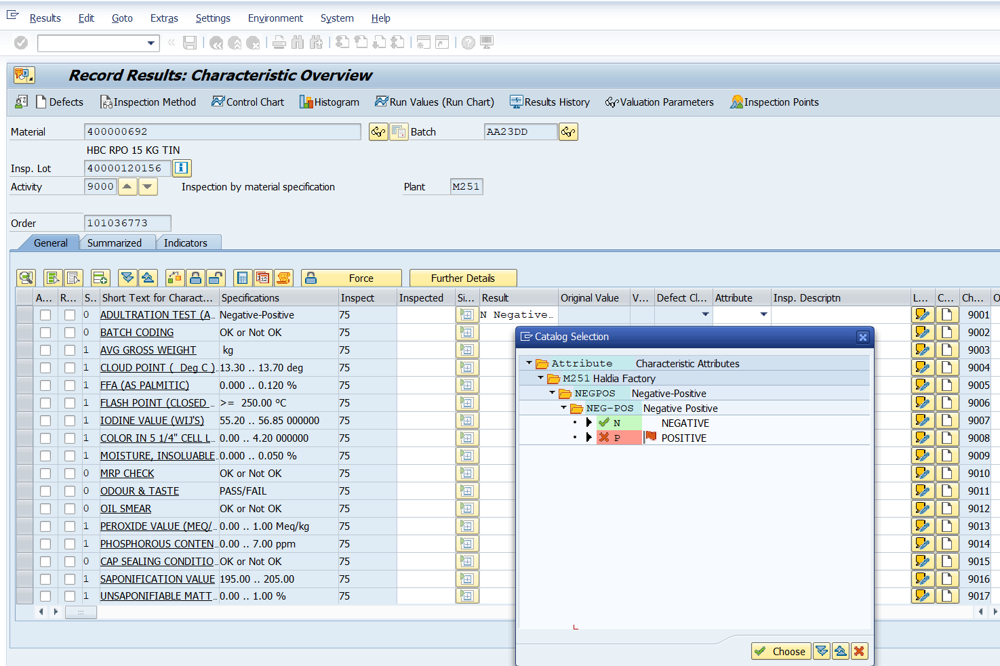 Results Edit Goto Extras Settings Environment System Help
Record Results: Characteristic Overview
Defects Inspection Method Control Chart Histogram Run Values (Run Chart) Results History Valuation Parameters Inspection Points
Material 400000692 Batch AA23DD
HBC RPO 15 KG TIN
Insp. Lot 40000120156
Activity 9000 Inspection by material specification Plant M251
Order 101036773
General Summarized Indicators
Force Further Details
A... R... S.. Short Text for Charact... Specifications Inspect Inspected Si... Result Original Value V... Defect Cl... Attribute Insp. Descriptn L... C... Ch... O
0 ADULTRATION TEST (A... Negative-Positive 75 N Negative… 9001
0 BATCH CODING OK or Not OK 75 9002
1 AVG GROSS WEIGHT kg 75 9003
1 CLOUD POINT ( Deg C ).. 13.30 .. 13.70 deg 75 9004
1 FFA (AS PALMITIC) 0.000 .. 0.120 % 75 9005
1 FLASH POINT (CLOSED ... >= 250.00 °C 75 9006
1 IODINE VALUE (WIJ'S) 55.20 .. 56.85 000000 75 9007
1 COLOR IN 5 1/4" CELL L... 0.00 .. 4.20 000000 75 9008
1 MOISTURE, INSOLUABLE... 0.000 .. 0.050 % 75 9009
0 MRP CHECK OK or Not OK 75 9010
0 ODOUR & TASTE PASS/FAIL 75 9011
0 OIL SMEAR OK or Not OK 75 9012
1 PEROXIDE VALUE (MEQ/... 0.00 .. 1.00 Meq/kg 75 9013
1 PHOSPHOROUS CONTEN... 0.00 .. 7.00 ppm 75 9014
0 CAP SEALING CONDITIO... OK or Not OK 75 9015
1 SAPONIFICATION VALUE 195.00 .. 205.00 75 9016
1 UNSAPONIFIABLE MATT... 0.00 .. 1.00 % 75 9017
Catalog Selection
Attribute Characteristic Attributes
M251 Haldia Factory
NEGPOS Negative-Positive
NEG-POS Negative Positive
N NEGATIVE
P POSITIVE
Choose